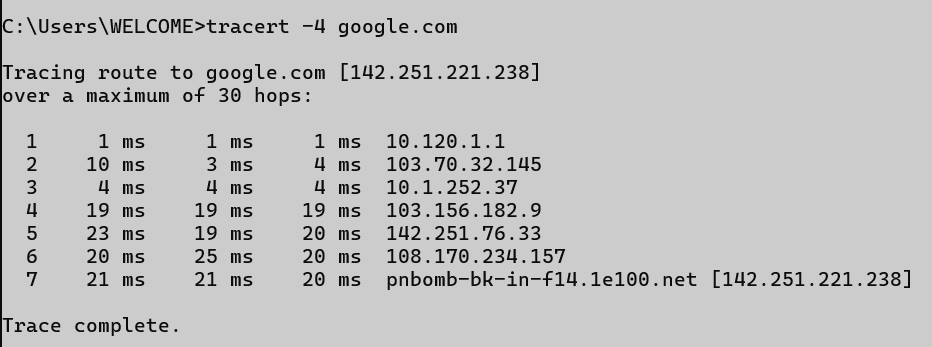 C:\Users\WELCOME>tracert -4 google.com
Tracing route to google.com [142.251.221.238]
over a maximum of 30 hops:
1 1 ms 1 ms 1 ms 10.120.1.1
2 10 ms 3 ms 4 ms 103.70.32.145
3 4 ms 4 ms 4 ms 10.1.252.37
4 19 ms 19 ms 19 ms 103.156.182.9
5 23 ms 19 ms 20 ms 142.251.76.33
6 20 ms 25 ms 20 ms 108.170.234.157
7 21 ms 21 ms 20 ms pnbomb-bk-in-f14.1e100.net [142.251.221.238]
Trace complete.